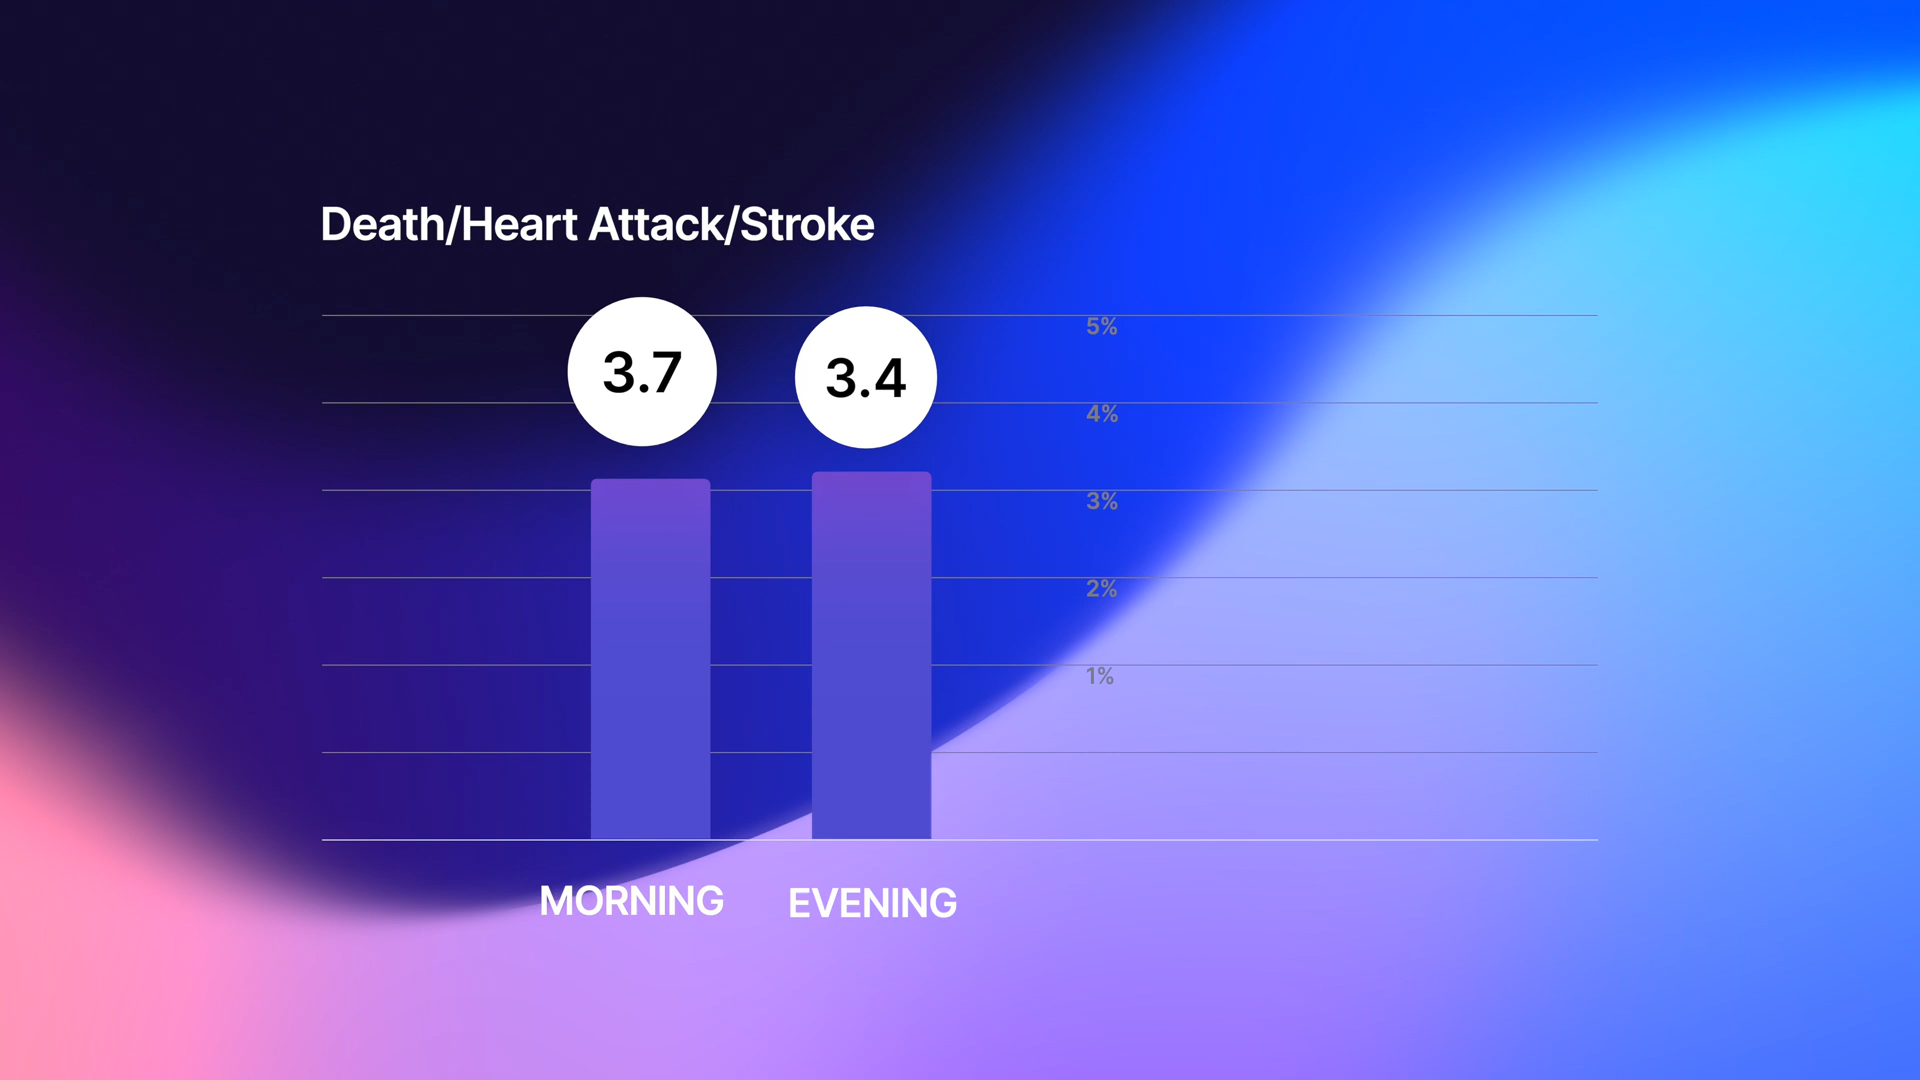 Death/Heart Attack/Stroke
3.7
3.4
5%
4%
3%
2%
1%
MORNING
EVENING